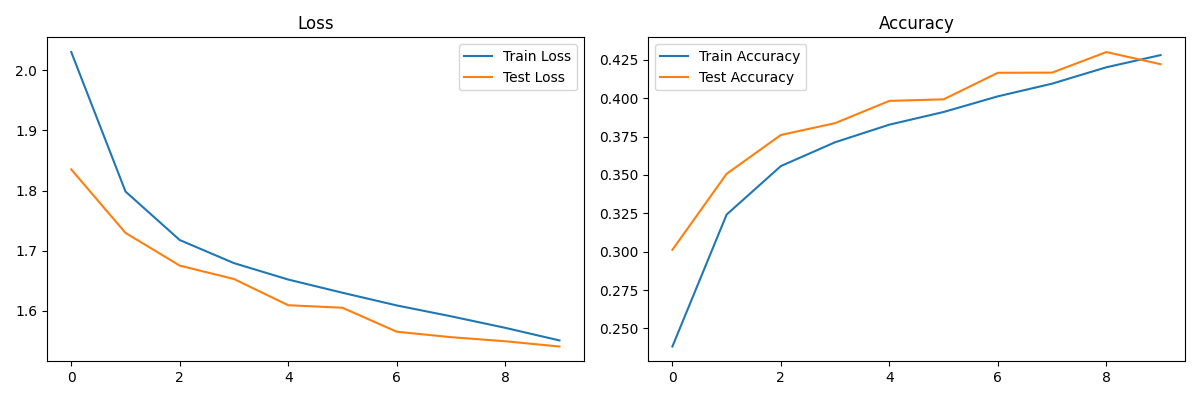 Loss
2.0
1.9
1.8
1.7
1.6
0 2 4 6 8
Train Loss
Test Loss
Accuracy
0.425
0.400
0.375
0.350
0.325
0.300
0.275
0.250
0 2 4 6 8
Train Accuracy
Test Accuracy